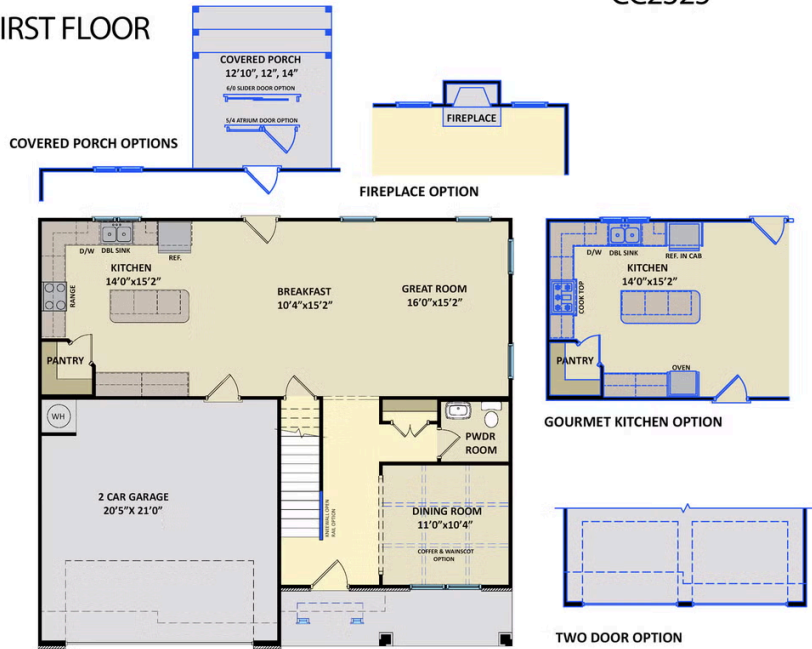 IRST FLOOR
COVERED PORCH
12'10", 12", 14"
6/0 SLIDER DOOR OPTION
5/4 ATRIUM DOOR OPTION
COVERED PORCH OPTIONS
FIREPLACE
FIREPLACE OPTION
D/W
DBL SINK
REF.
KITCHEN
14'0"x15'2"
RANGE
BREAKFAST
10'4"x15'2"
GREAT ROOM
16'0"x15'2"
PANTRY
D/W
DBL SINK
REF. IN CAB
KITCHEN
14'0"x15'2"
COOK TOP
PANTRY
OVEN
GOURMET KITCHEN OPTION
WH
PWDR
ROOM
2 CAR GARAGE
20'5"X 21'0"
KNEEWALL OPEN
RAIL OPTION
DINING ROOM
11'0"x10'4"
COFFER & WAINSCOT
OPTION
TWO DOOR OPTION